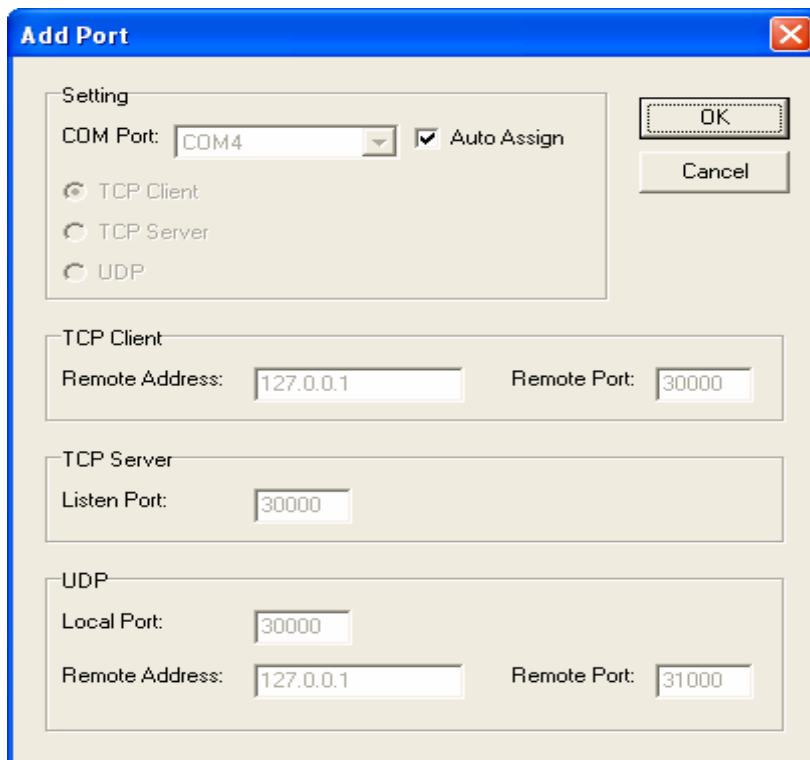 Add Port
Setting
COM Port: COM4 Auto Assign
OK
Cancel
TCP Client
TCP Server
UDP
TCP Client
Remote Address: 127.0.0.1 Remote Port: 30000
TCP Server
Listen Port: 30000
UDP
Local Port: 30000
Remote Address: 127.0.0.1 Remote Port: 31000